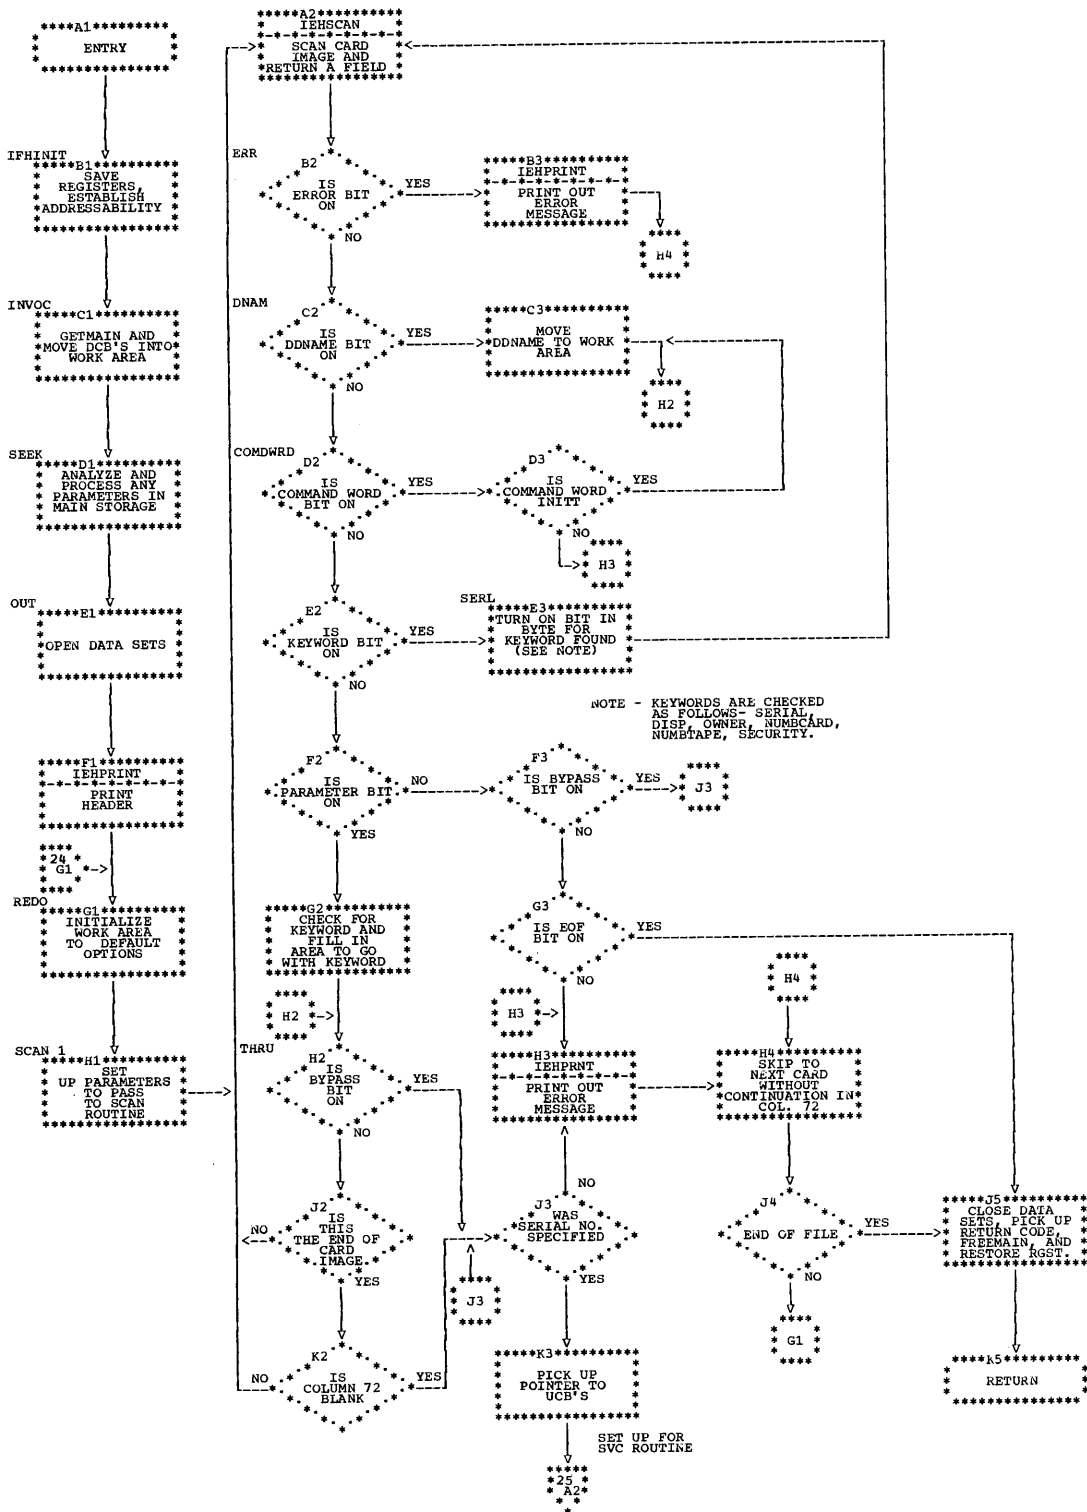 A1
ENTRY
IFHINIT
B1
SAVE
REGISTERS,
ESTABLISH
ADDRESSABILITY
INVOC
C1
GETMAIN AND
MOVE DCB'S INTO
WORK AREA
SEEK
D1
ANALYZE AND
PROCESS ANY
PARAMETERS IN
MAIN STORAGE
OUT
E1
OPEN DATA SETS
F1
IEHPRINT
PRINT
HEADER
24
G1
REDO
G1
INITIALIZE
WORK AREA
TO DEFAULT
OPTIONS
SCAN 1
H1
SET
UP PARAMETERS
TO PASS
TO SCAN
ROUTINE
A2
IEHSCAN
SCAN CARD
IMAGE AND
RETURN A FIELD
ERR
B2
IS
ERROR BIT
ON
YES
NO
B3
IEHPRINT
PRINT OUT
ERROR
MESSAGE
H4
DNAM
C2
IS
DDNAME BIT
ON
YES
NO
C3
MOVE
DDNAME TO WORK
AREA
H2
COMDWRD
D2
IS
COMMAND WORD
BIT ON
YES
NO
D3
IS
COMMAND WORD
INITT
YES
NO
H3
E2
IS
KEYWORD BIT
ON
YES
NO
SERL
E3
TURN ON BIT IN
BYTE FOR
KEYWORD FOUND
(SEE NOTE)
NOTE - KEYWORDS ARE CHECKED
AS FOLLOWS- SERIAL,
DISP, OWNER, NUMBCARD,
NUMBTAPE, SECURITY.
F2
IS
PARAMETER BIT
ON
NO
YES
F3
IS BYPASS
BIT ON
YES
NO
J3
G2
CHECK FOR
KEYWORD AND
FILL IN
AREA TO GO
WITH KEYWORD
G3
IS EOF
BIT ON
YES
NO
H2
H3
H4
THRU
H2
IS
BYPASS
BIT
ON
YES
NO
H3
IEHPRNT
PRINT OUT
ERROR
MESSAGE
H4
SKIP TO
NEXT CARD
WITHOUT
CONTINUATION IN
COL. 72
J2
IS
THIS
THE END OF
CARD
IMAGE
NO
YES
J3
J3
WAS
SERIAL NO.
SPECIFIED
NO
YES
J4
END OF FILE
YES
NO
G1
J5
CLOSE DATA
SETS, PICK UP
RETURN CODE,
FREEMAIN, AND
RESTORE RGST.
K2
IS
COLUMN 72
BLANK
NO
YES
K3
PICK UP
POINTER TO
UCB'S
SET UP FOR
SVC ROUTINE
25
A2
K5
RETURN